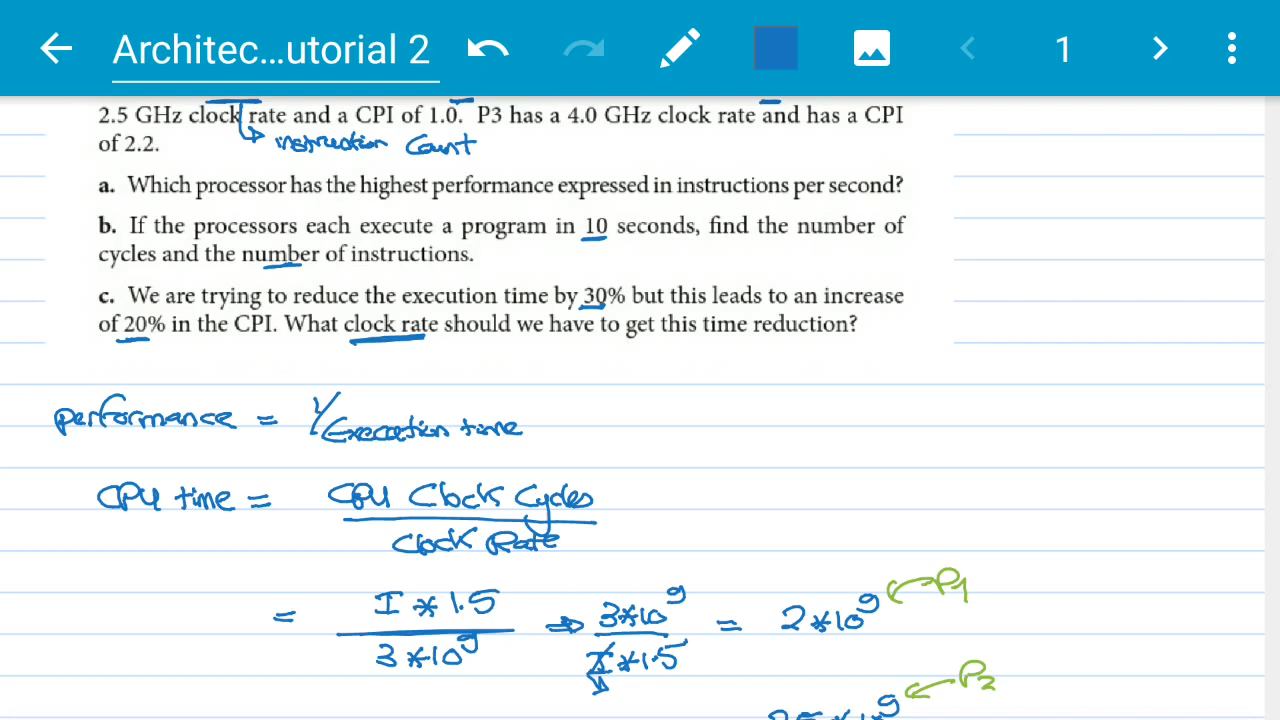 Architec...utorial 2 1
2.5 GHz clock rate and a CPI of 1.0. P3 has a 4.0 GHz clock rate and has a CPI
of 2.2.
instruction Count
a. Which processor has the highest performance expressed in instructions per second?
b. If the processors each execute a program in 10 seconds, find the number of
cycles and the number of instructions.
c. We are trying to reduce the execution time by 30% but this leads to an increase
of 20% in the CPI. What clock rate should we have to get this time reduction?
performance = 1/Execution time
CPU time = CPU Clock Cycles
Clock Rate
= I * 1.5 ⇒ 3*10^9 = 2*10^9 P1
3*10^9 I*1.5
P2
2.5*10^9